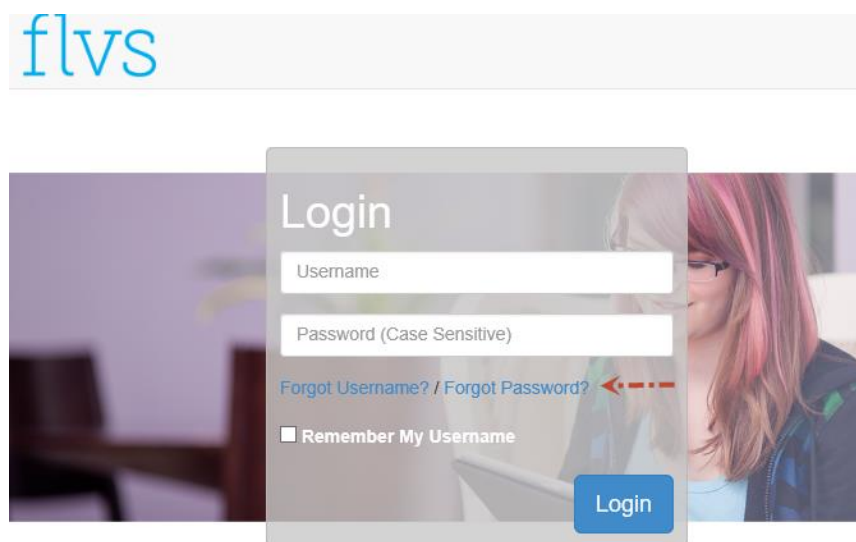 flvs
Login
Username
Password (Case Sensitive)
Forgot Username? / Forgot Password?
Remember My Username
Login